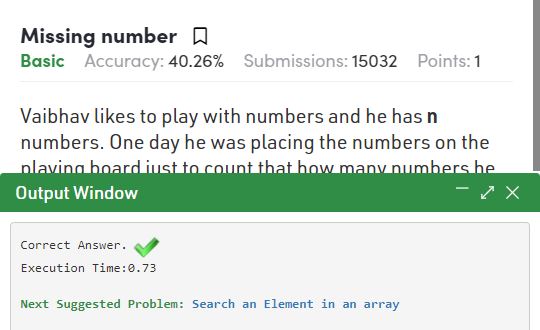 Missing number
Basic Accuracy: 40.26% Submissions: 15032 Points: 1
Vaibhav likes to play with numbers and he has n
numbers. One day he was placing the numbers on the
playing board just to count that how many numbers he
Output Window
Correct Answer.
Execution Time:0.73
Next Suggested Problem: Search an Element in an array